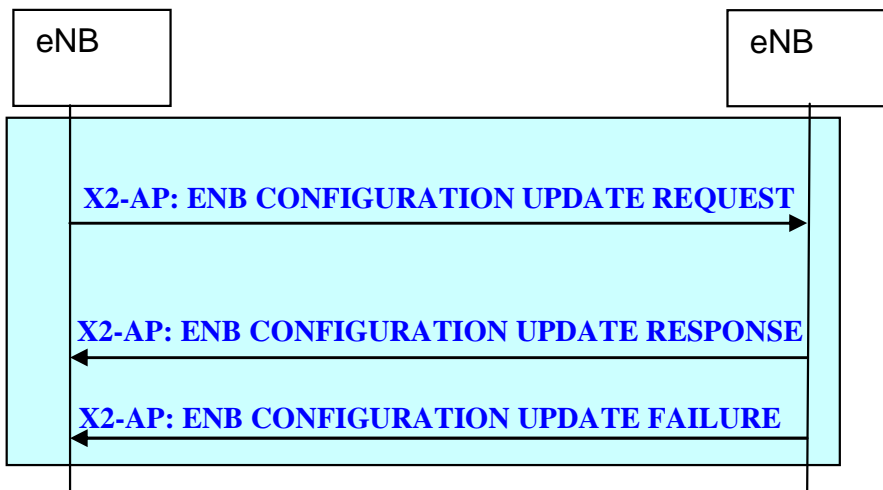 eNB
eNB
X2-AP: ENB CONFIGURATION UPDATE REQUEST
X2-AP: ENB CONFIGURATION UPDATE RESPONSE
X2-AP: ENB CONFIGURATION UPDATE FAILURE